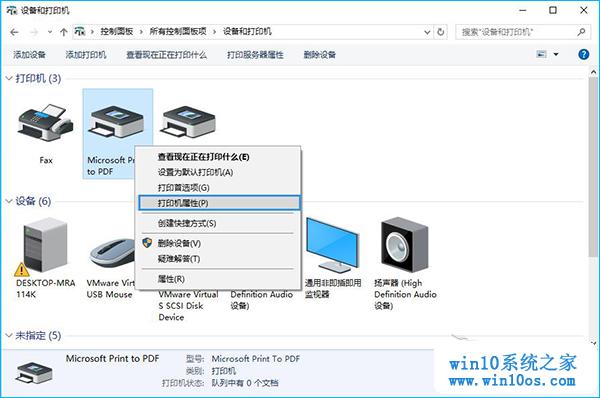 设备和打印机
控制面板 › 所有控制面板项 › 设备和打印机
搜索"设备和打印机"
添加设备 添加打印机 查看现在正在打印什么 打印服务器属性 删除设备
打印机 (3)
Fax
Microsoft Print to PDF
查看现在正在打印什么(E)
设置为默认打印机(A)
打印首选项(G)
打印机属性(P)
创建快捷方式(S)
删除设备(V)
疑难解答(T)
属性(R)
设备 (6)
DESKTOP-MRA114K
VMware Virtual USB Mouse
VMware Virtual S SCSI Disk Device
Definition Audio 设备)
通用非即插即用监视器
扬声器 (High Definition Audio 设备)
未指定 (5)
Microsoft Print to PDF
型号: Microsoft Print To PDF
类别: 打印机
打印机状态: 队列中有 0 个文档
win10系统之家
www.win10os.com